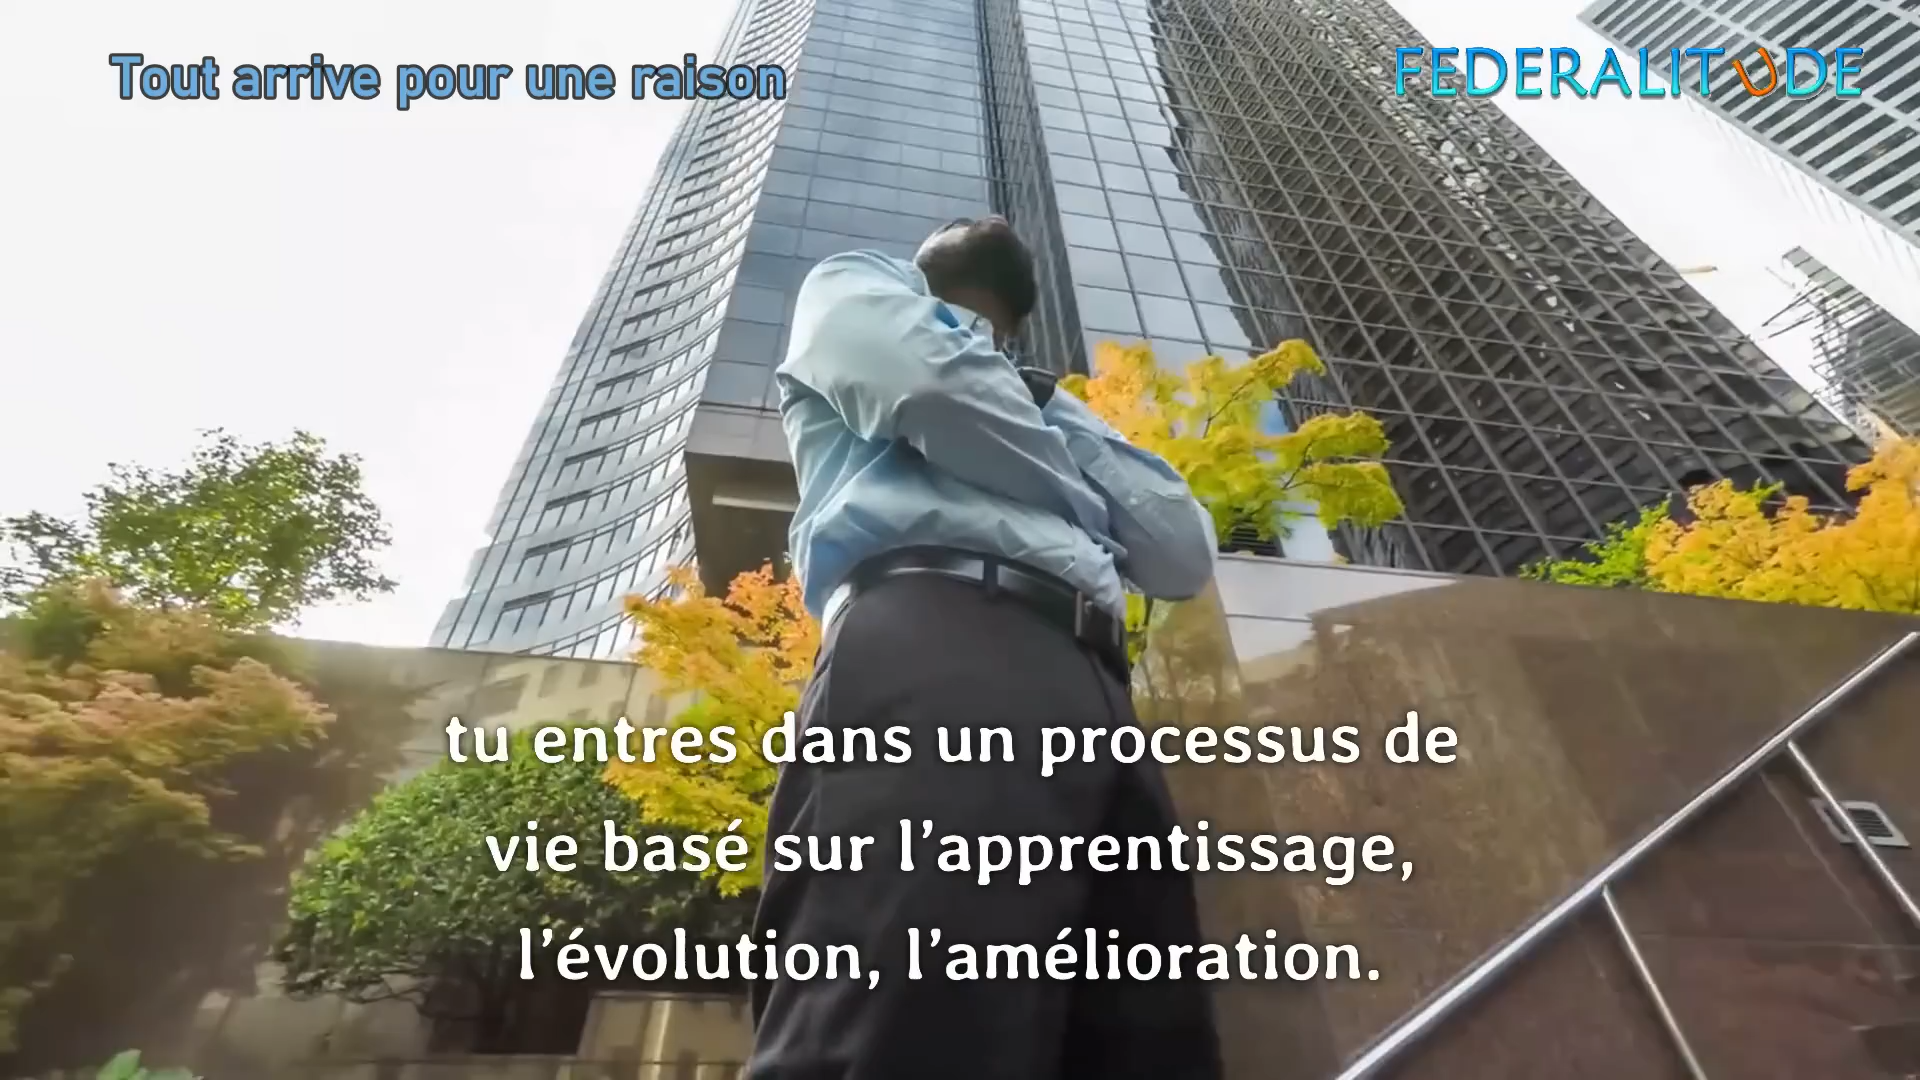 Tout arrive pour une raison
FEDERALITUDE
tu entres dans un processus de
vie basé sur l’apprentissage,
l’évolution, l’amélioration.